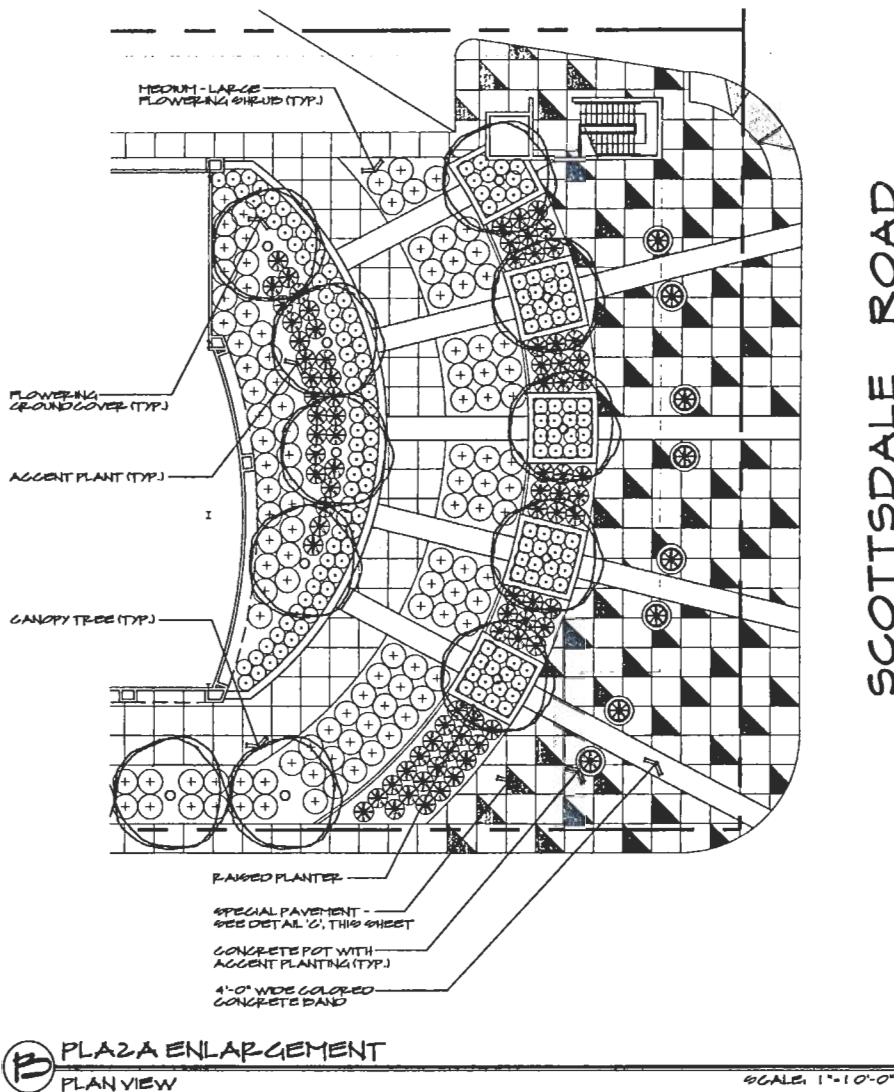 MEDIUM - LARGE
FLOWERING SHRUB (TYP.)
SCOTTSDALE ROAD
FLOWERING
GROUNDCOVER (TYP.)
ACCENT PLANT (TYP.)
I
CANOPY TREE (TYP.)
RAISED PLANTER
SPECIAL PAVEMENT -
SEE DETAIL 'C', THIS SHEET
CONCRETE POT WITH
ACCENT PLANTING (TYP.)
4'-0" WIDE COLORED
CONCRETE BAND
B PLAZA ENLARGEMENT
PLAN VIEW
SCALE: 1"-10'-0"